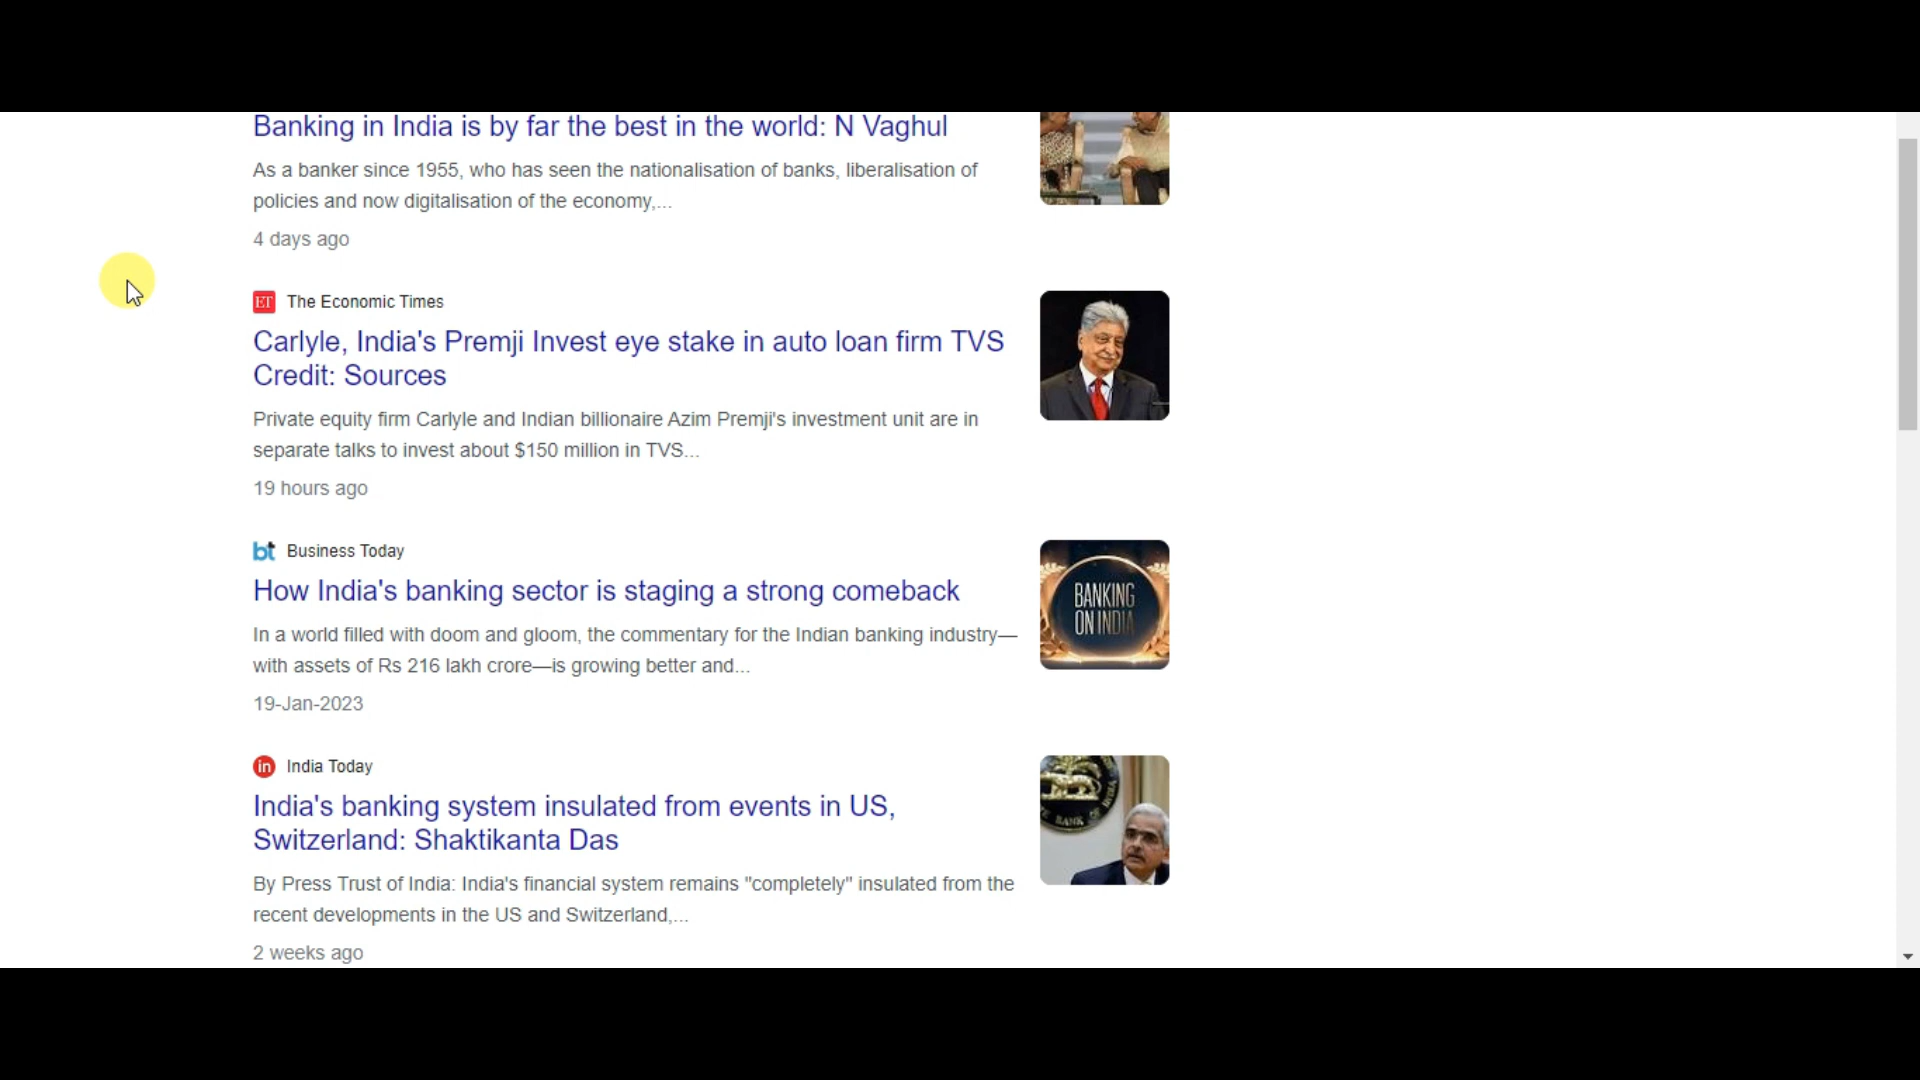 Banking in India is by far the best in the world: N Vaghul
As a banker since 1955, who has seen the nationalisation of banks, liberalisation of
policies and now digitalisation of the economy,...
4 days ago
ET The Economic Times
Carlyle, India's Premji Invest eye stake in auto loan firm TVS
Credit: Sources
Private equity firm Carlyle and Indian billionaire Azim Premji's investment unit are in
separate talks to invest about $150 million in TVS...
19 hours ago
bt Business Today
How India's banking sector is staging a strong comeback
In a world filled with doom and gloom, the commentary for the Indian banking industry—
with assets of Rs 216 lakh crore—is growing better and...
19-Jan-2023
BANKING
ON INDIA
in India Today
India's banking system insulated from events in US,
Switzerland: Shaktikanta Das
By Press Trust of India: India's financial system remains "completely" insulated from the
recent developments in the US and Switzerland,...
2 weeks ago